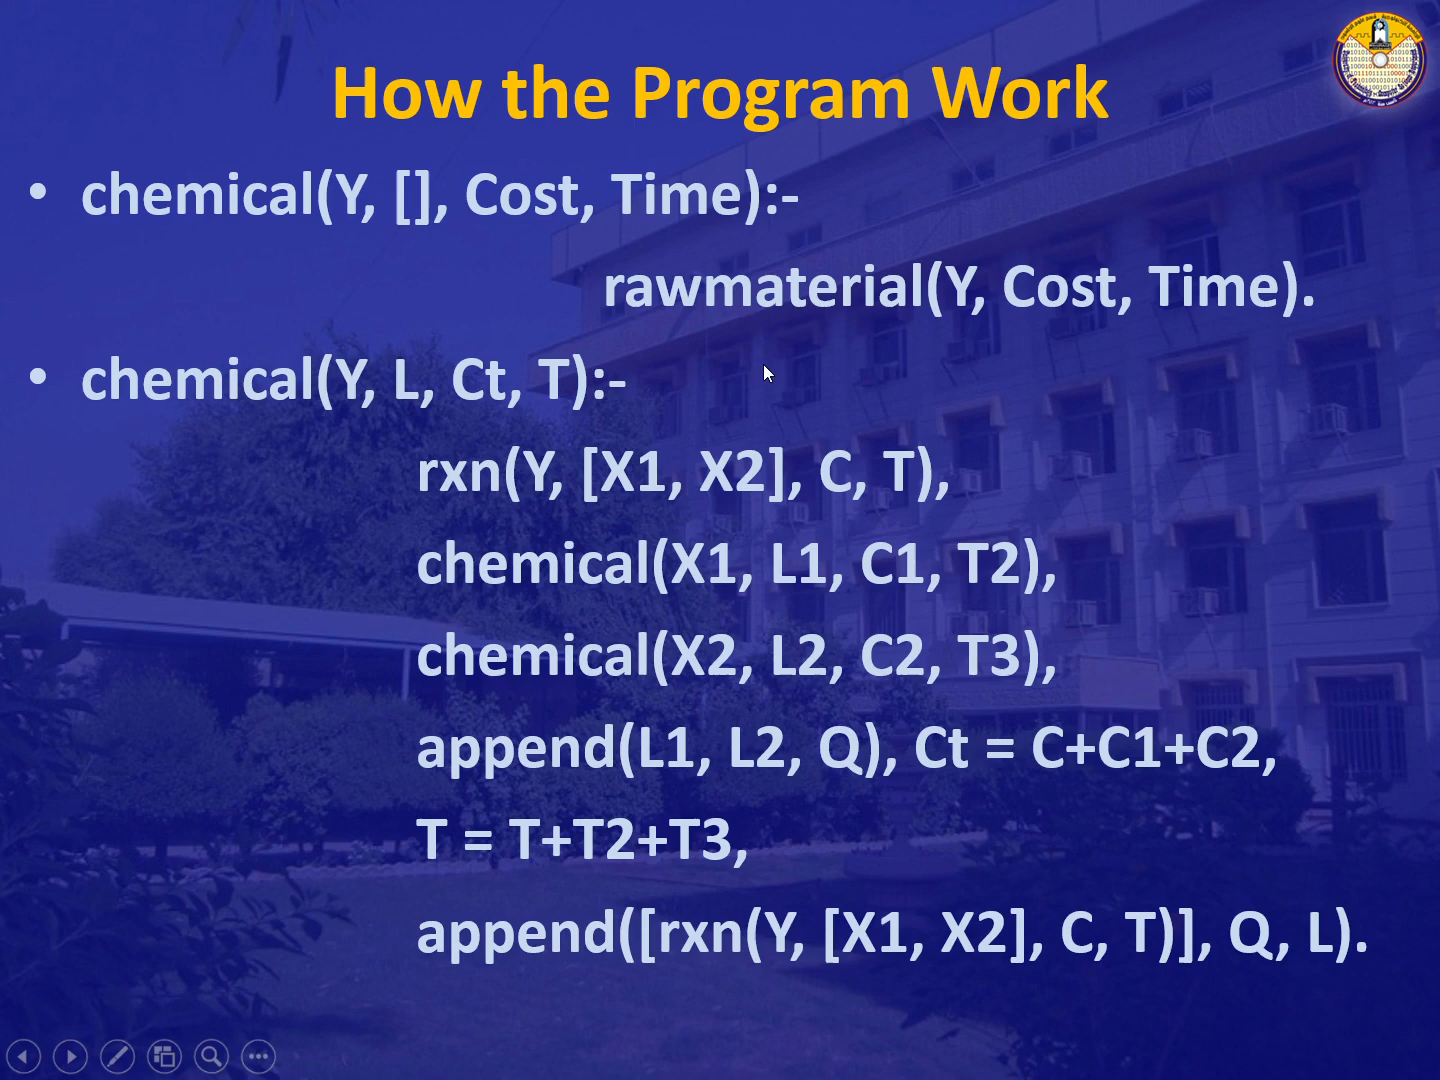 How the Program Work
• chemical(Y, [], Cost, Time):-
rawmaterial(Y, Cost, Time).
• chemical(Y, L, Ct, T):-
rxn(Y, [X1, X2], C, T),
chemical(X1, L1, C1, T2),
chemical(X2, L2, C2, T3),
append(L1, L2, Q), Ct = C+C1+C2,
T = T+T2+T3,
append([rxn(Y, [X1, X2], C, T)], Q, L).